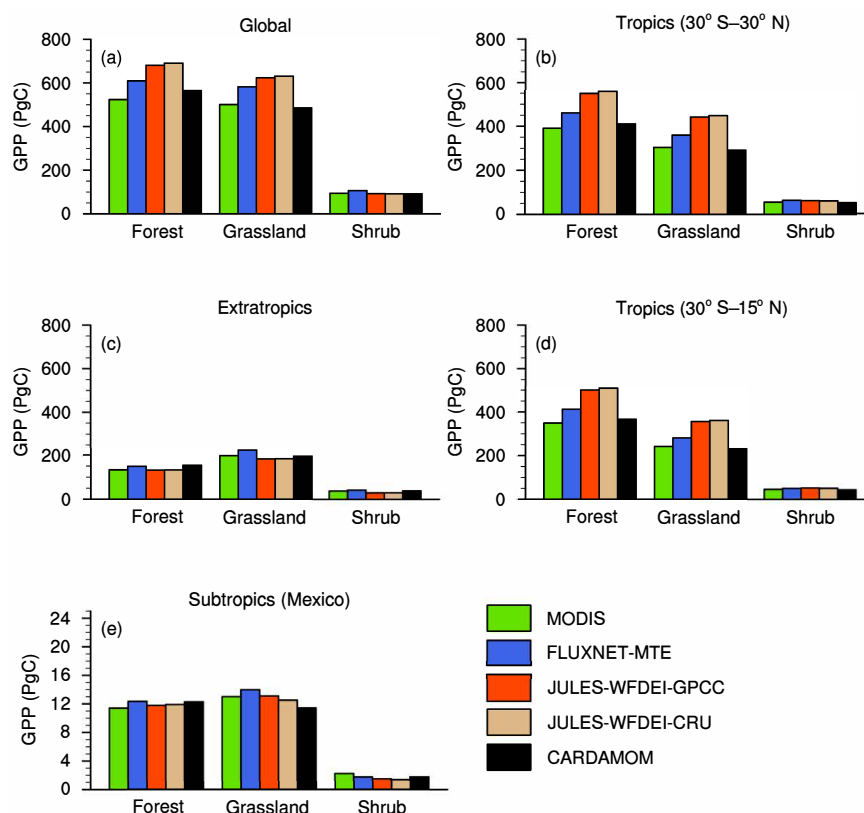 Global
(a)
800
600
400
200
0
GPP (PgC)
Forest Grassland Shrub
Tropics (30° S–30° N)
(b)
800
600
400
200
0
GPP (PgC)
Forest Grassland Shrub
Extratropics
(c)
800
600
400
200
0
GPP (PgC)
Forest Grassland Shrub
Tropics (30° S–15° N)
(d)
800
600
400
200
0
GPP (PgC)
Forest Grassland Shrub
Subtropics (Mexico)
(e)
24
20
16
12
8
4
0
GPP (PgC)
Forest Grassland Shrub
MODIS
FLUXNET-MTE
JULES-WFDEI-GPCC
JULES-WFDEI-CRU
CARDAMOM